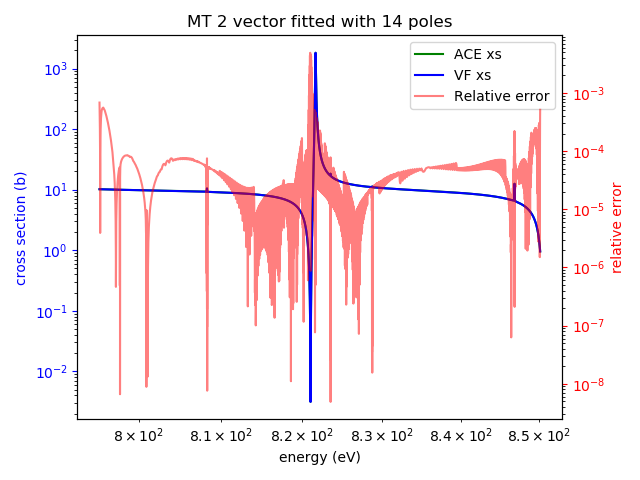 MT 2 vector fitted with 14 poles
ACE xs
VF xs
Relative error
cross section (b)
10³
10²
10¹
10⁰
10⁻¹
10⁻²
10⁻³
10⁻⁴
10⁻⁵
10⁻⁶
10⁻⁷
10⁻⁸
relative error
8 × 10² 8.1 × 10² 8.2 × 10² 8.3 × 10² 8.4 × 10² 8.5 × 10²
energy (eV)